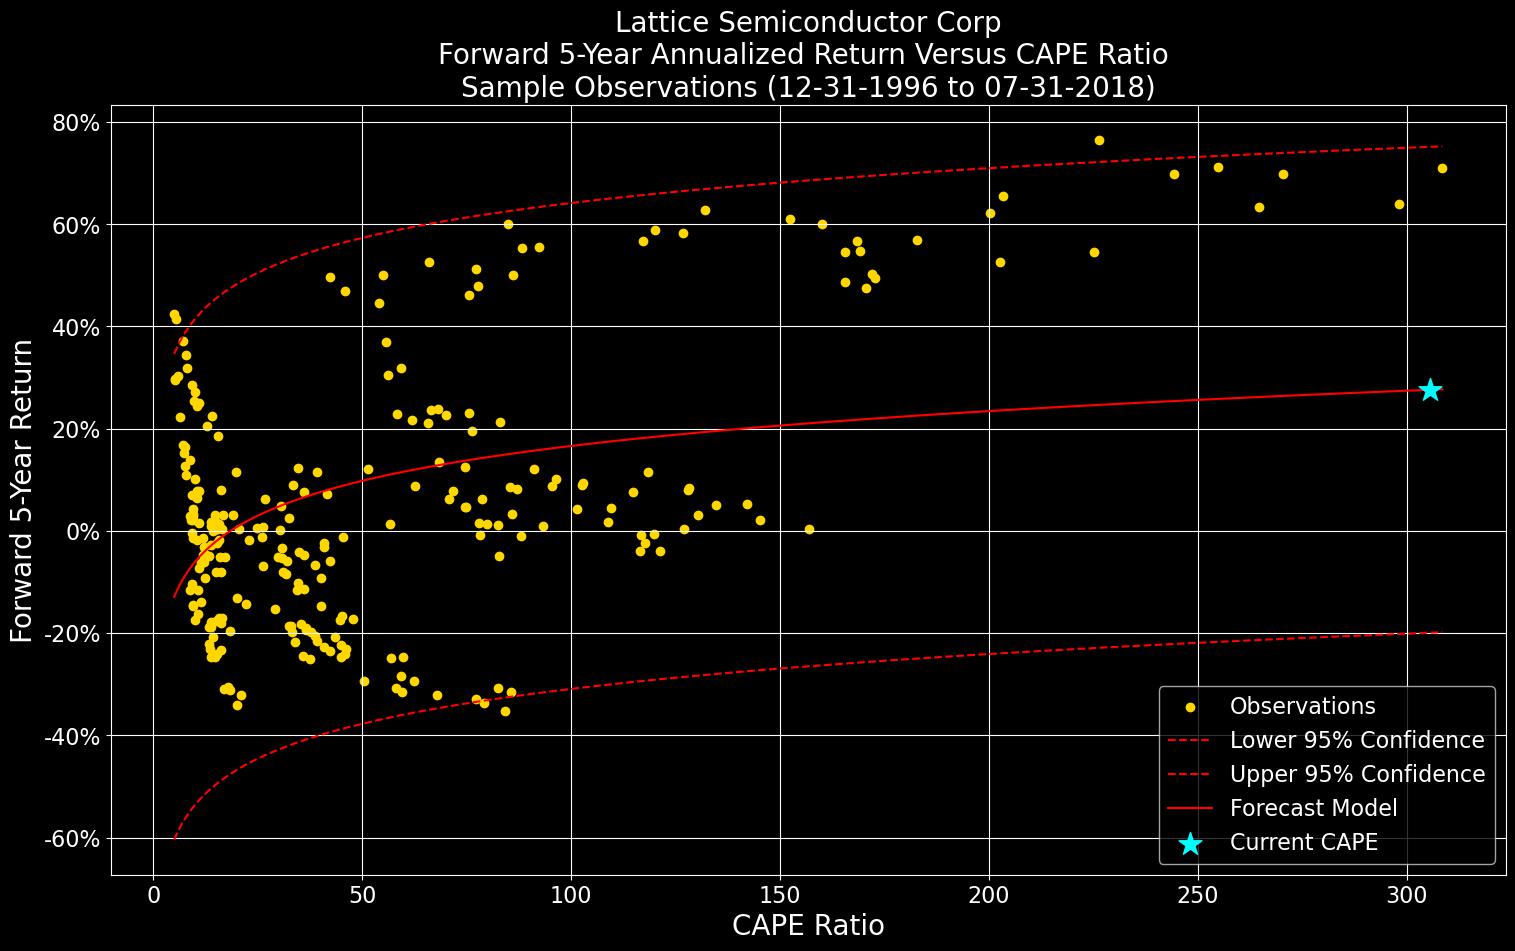 Lattice Semiconductor Corp
Forward 5-Year Annualized Return Versus CAPE Ratio
Sample Observations (12-31-1996 to 07-31-2018)
Forward 5-Year Return
80%
60%
40%
20%
0%
-20%
-40%
-60%
Observations
Lower 95% Confidence
Upper 95% Confidence
Forecast Model
Current CAPE
0 50 100 150 200 250 300
CAPE Ratio